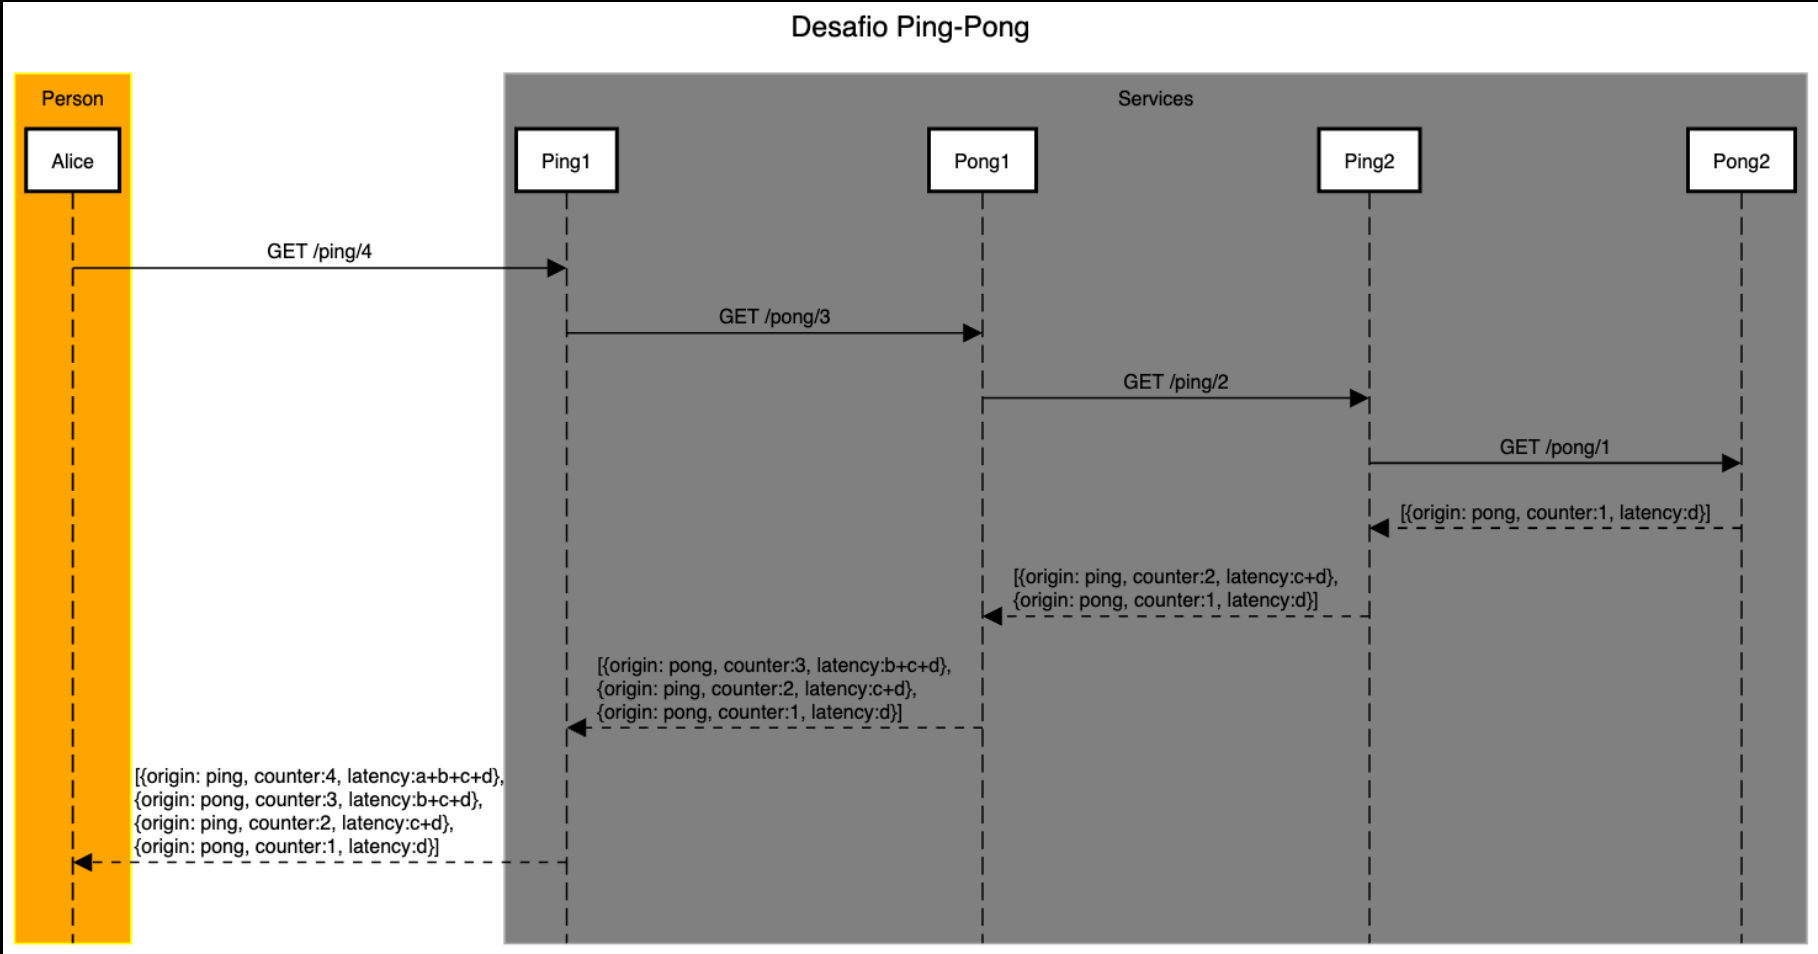 Desafio Ping-Pong
Person
Services
Alice
Ping1
Pong1
Ping2
Pong2
GET /ping/4
GET /pong/3
GET /ping/2
GET /pong/1
[{origin: pong, counter:1, latency:d}]
[{origin: ping, counter:2, latency:c+d},
{origin: pong, counter:1, latency:d}]
[{origin: pong, counter:3, latency:b+c+d},
{origin: ping, counter:2, latency:c+d},
{origin: pong, counter:1, latency:d}]
[{origin: ping, counter:4, latency:a+b+c+d},
{origin: pong, counter:3, latency:b+c+d},
{origin: ping, counter:2, latency:c+d},
{origin: pong, counter:1, latency:d}]